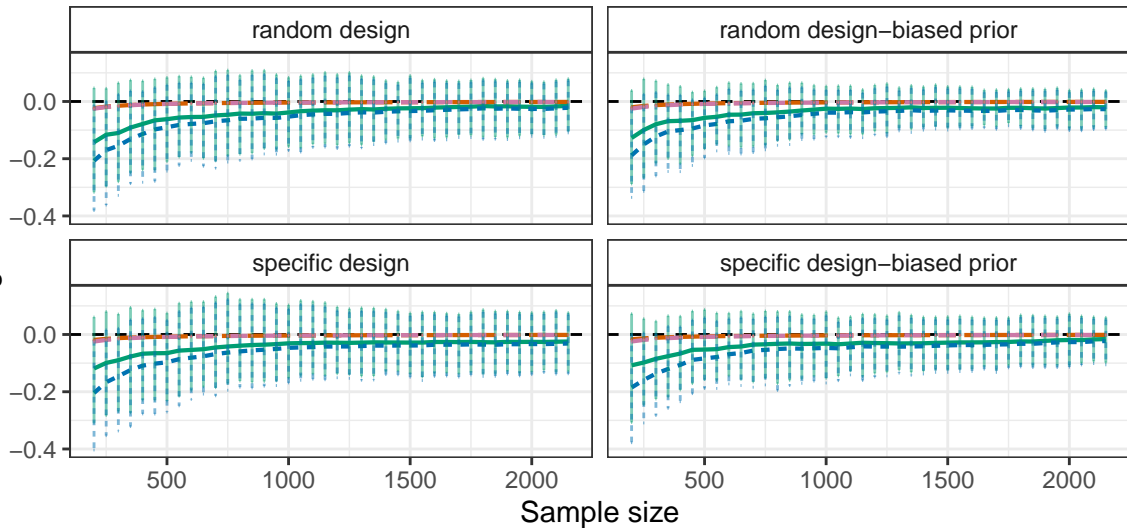 random design
random design−biased prior
0.0
−0.2
−0.4
specific design
specific design−biased prior
0.0
−0.2
−0.4
500 1000 1500 2000 500 1000 1500 2000
Sample size